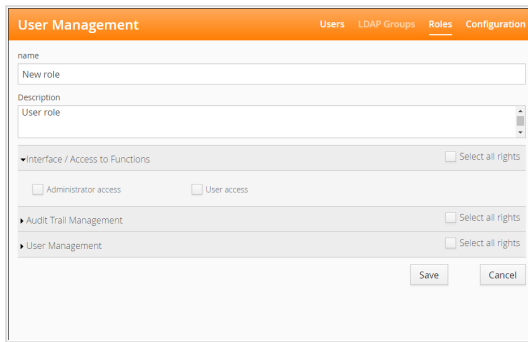 User Management
Users LDAP Groups Roles Configuration
name
New role
Description
User role
Interface / Access to Functions Select all rights
Administrator access User access
Audit Trail Management Select all rights
User Management Select all rights
Save Cancel